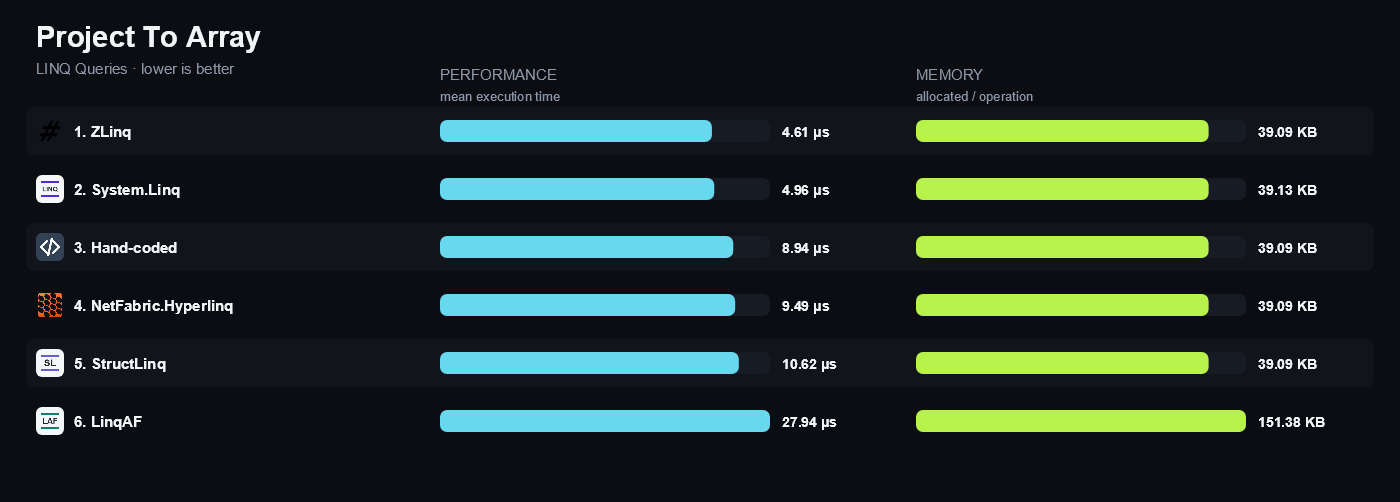 Project To Array
LINQ Queries · lower is better
PERFORMANCE
mean execution time
MEMORY
allocated / operation
# 1. ZLinq 4.61 µs 39.09 KB
LINQ 2. System.Linq 4.96 µs 39.13 KB
</> 3. Hand-coded 8.94 µs 39.09 KB
4. NetFabric.Hyperlinq 9.49 µs 39.09 KB
SL 5. StructLinq 10.62 µs 39.09 KB
LAF 6. LinqAF 27.94 µs 151.38 KB